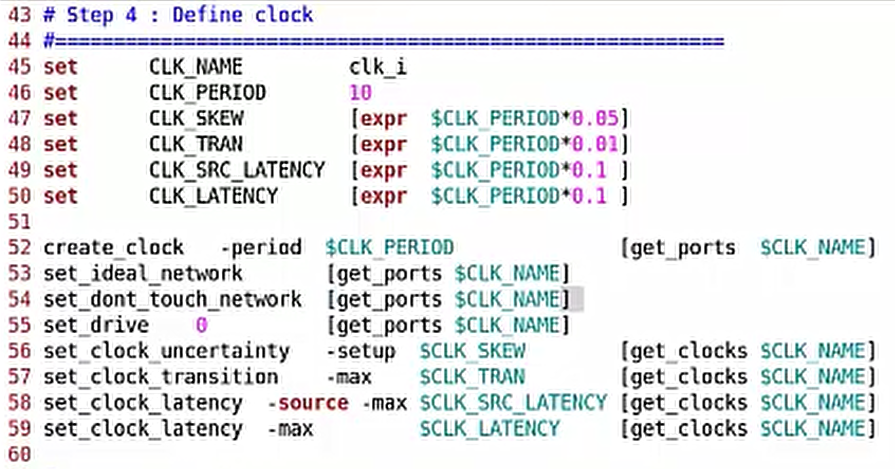 43 # Step 4 : Define clock
44 #=========================================================
45 set      CLK_NAME         clk_i
46 set      CLK_PERIOD       10
47 set      CLK_SKEW         [expr  $CLK_PERIOD*0.05]
48 set      CLK_TRAN         [expr  $CLK_PERIOD*0.01]
49 set      CLK_SRC_LATENCY  [expr  $CLK_PERIOD*0.1 ]
50 set      CLK_LATENCY      [expr  $CLK_PERIOD*0.1 ]
51
52 create_clock   -period  $CLK_PERIOD              [get_ports  $CLK_NAME]
53 set_ideal_network       [get_ports $CLK_NAME]
54 set_dont_touch_network  [get_ports $CLK_NAME]
55 set_drive    0          [get_ports $CLK_NAME]
56 set_clock_uncertainty   -setup  $CLK_SKEW        [get_clocks $CLK_NAME]
57 set_clock_transition    -max    $CLK_TRAN        [get_clocks $CLK_NAME]
58 set_clock_latency  -source -max $CLK_SRC_LATENCY [get_clocks $CLK_NAME]
59 set_clock_latency  -max         $CLK_LATENCY     [get_clocks $CLK_NAME]
60